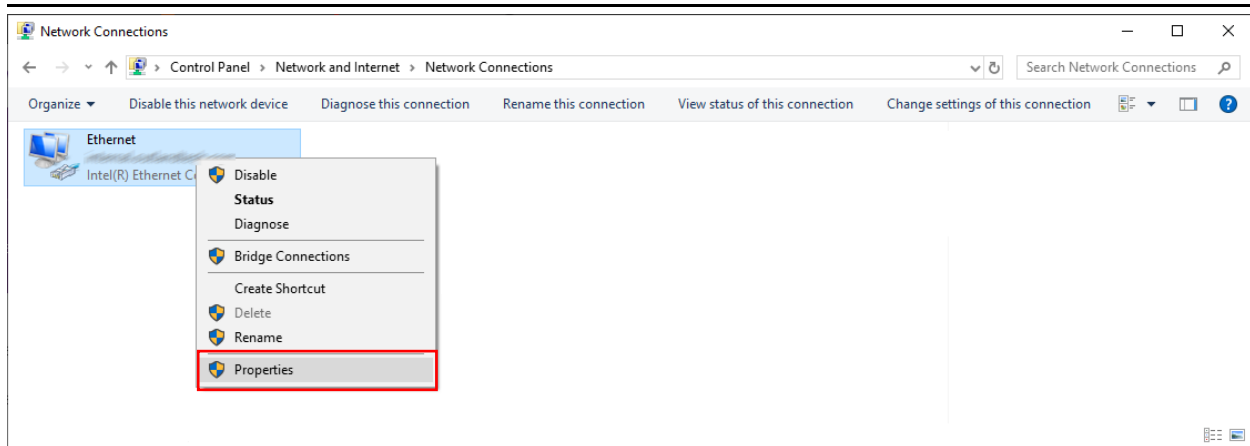 Network Connections
Control Panel > Network and Internet > Network Connections
Search Network Connections
Organize
Disable this network device
Diagnose this connection
Rename this connection
View status of this connection
Change settings of this connection
Ethernet
Intel(R) Ethernet
Disable
Status
Diagnose
Bridge Connections
Create Shortcut
Delete
Rename
Properties